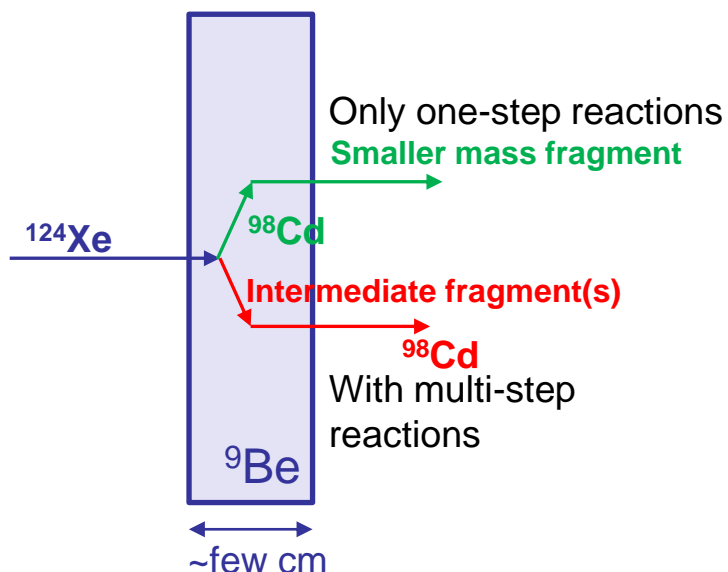 Only one-step reactions
Smaller mass fragment
¹²⁴Xe
⁹⁸Cd
Intermediate fragment(s)
⁹⁸Cd
With multi-step
reactions
⁹Be
~few cm